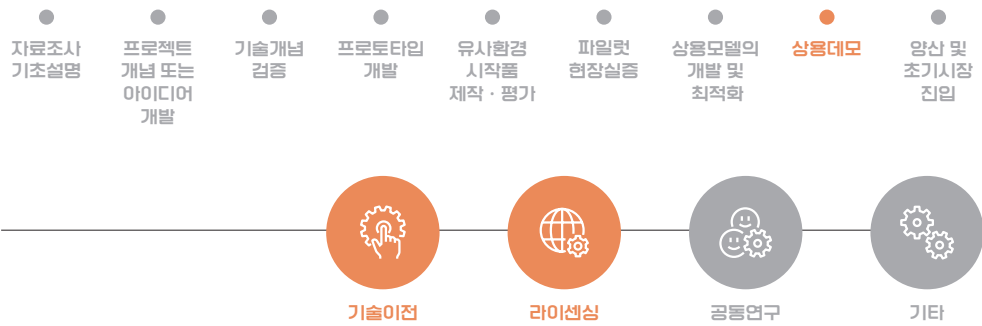 자료조사
기초설명
프로젝트
개념 또는
아이디어
개발
기술개념
검증
프로토타입
개발
유사환경
시작품
제작 · 평가
파일럿
현장실증
상용모델의
개발 및
최적화
상용데모
양산 및
초기시장
진입
기술이전
라이센싱
공동연구
기타